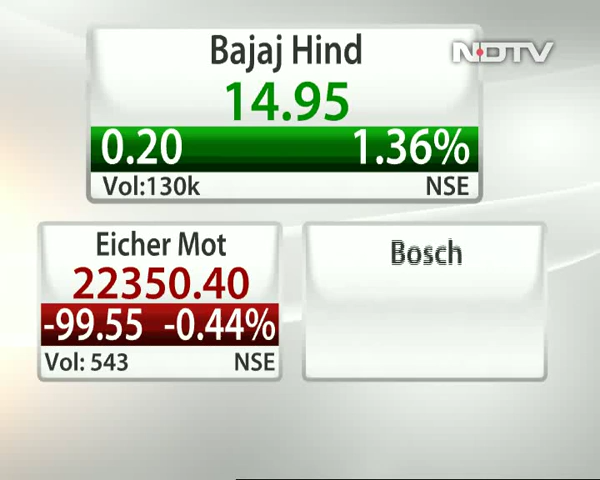 NDTV
Bajaj Hind
14.95
0.20 1.36%
Vol:130k NSE
Eicher Mot
22350.40
-99.55 -0.44%
Vol: 543 NSE
Bosch